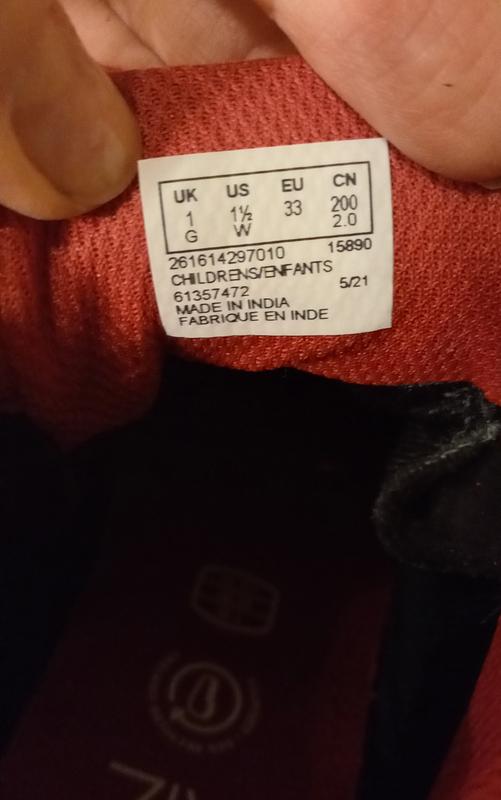 UK US EU CN
1 1½ 33 200
G W 2.0
261614297010 15890
CHILDRENS/ENFANTS
61357472 5/21
MADE IN INDIA
FABRIQUE EN INDE